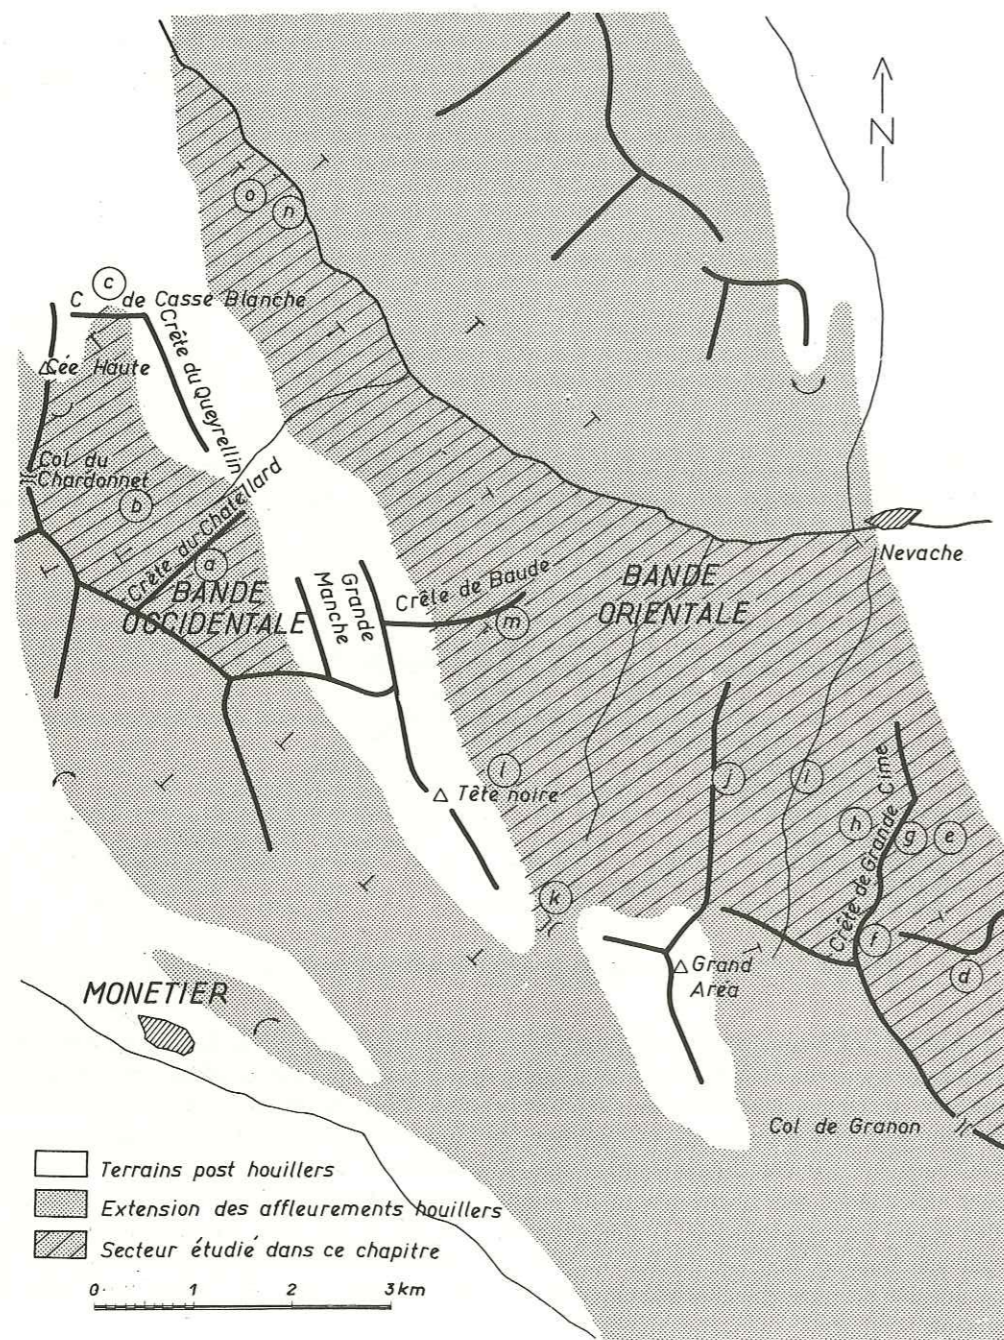 N
o
n
c
C de Casse Blanche
Crête du Queyrellin
Cée Haute
Col du
Chardonnet
b
Crête du Chatellard
a
BANDE
OCCIDENTALE
Grande
Manche
Crête de Baude
m
BANDE
ORIENTALE
Nevache
l
Tête noire
j
i
h
Crête de Grande Cime
g
e
k
f
d
Grand
Area
MONETIER
Col de Granon
Terrains post houillers
Extension des affleurements houillers
Secteur étudié dans ce chapitre
0 1 2 3 km